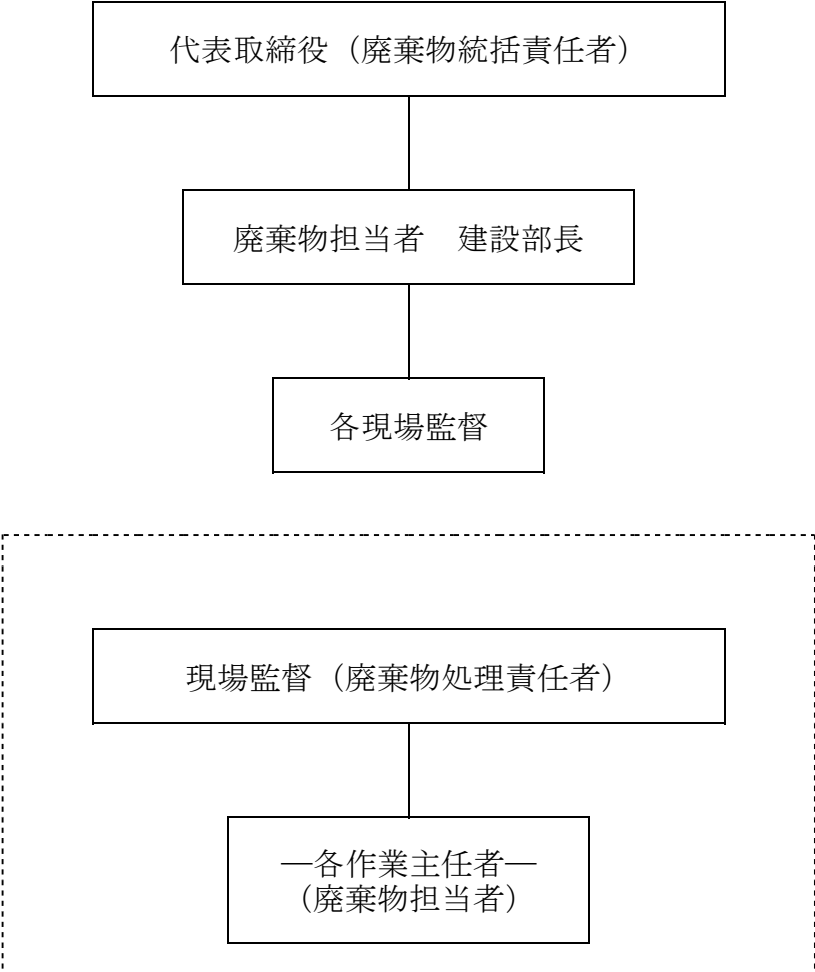 代表取締役（廃棄物統括責任者）
廃棄物担当者　建設部長
各現場監督
現場監督（廃棄物処理責任者）
―各作業主任者―
（廃棄物担当者）